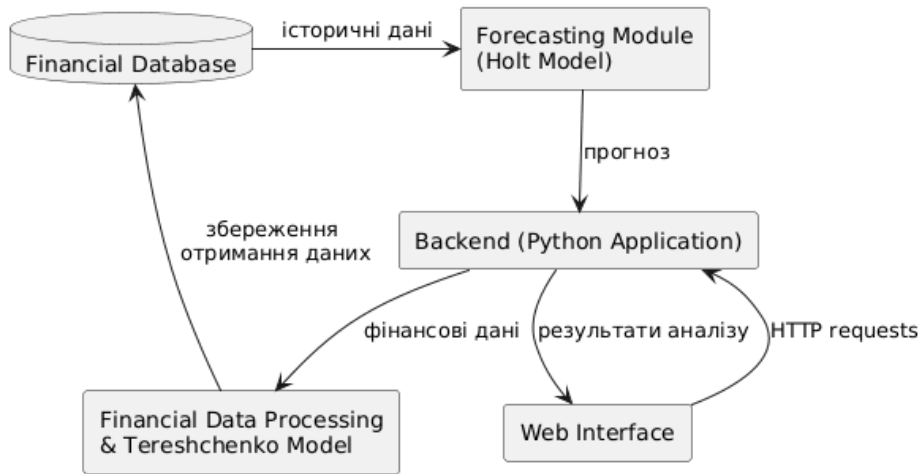 історичні дані
Financial Database
Forecasting Module
(Holt Model)
прогноз
збереження
отримання даних
Backend (Python Application)
фінансові дані
результати аналізу
HTTP requests
Financial Data Processing
& Tereshchenko Model
Web Interface